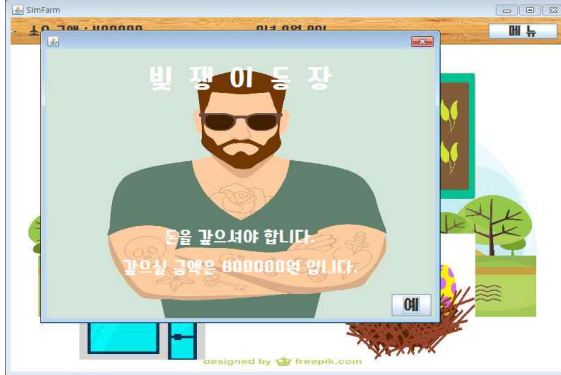 SimFarm
메 뉴
빚 쟁 이 등 장
돈을 갚으셔야 합니다.
갚으실 금액은 800000원 입니다.
예
designed by freepik.com